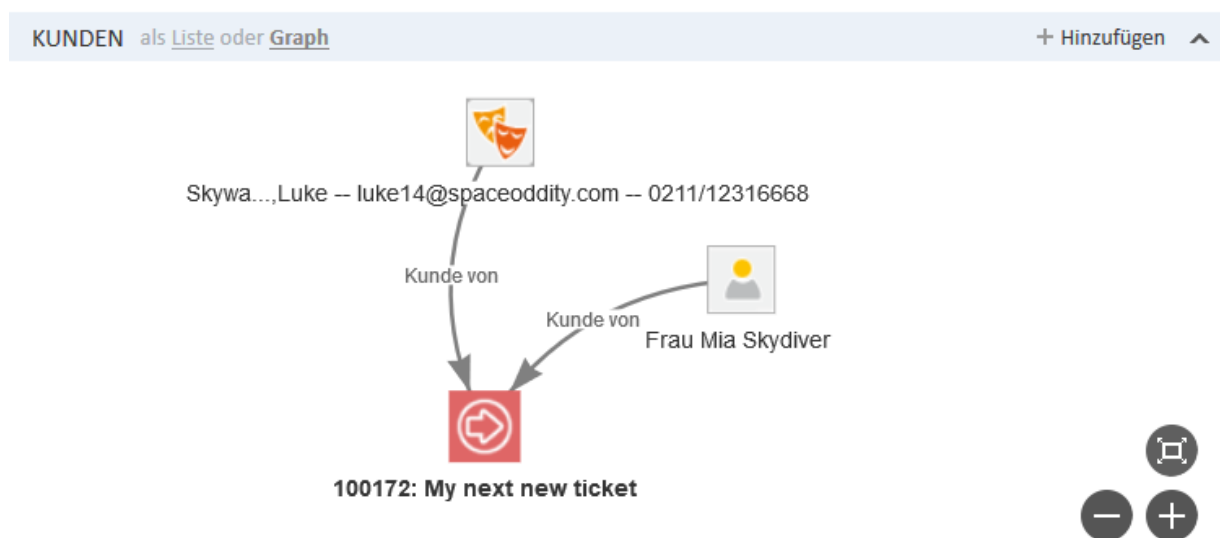 KUNDEN als Liste oder Graph
+ Hinzufügen
Skywa...,Luke -- luke14@spaceoddity.com -- 0211/12316668
Kunde von
Kunde von
Frau Mia Skydiver
100172: My next new ticket